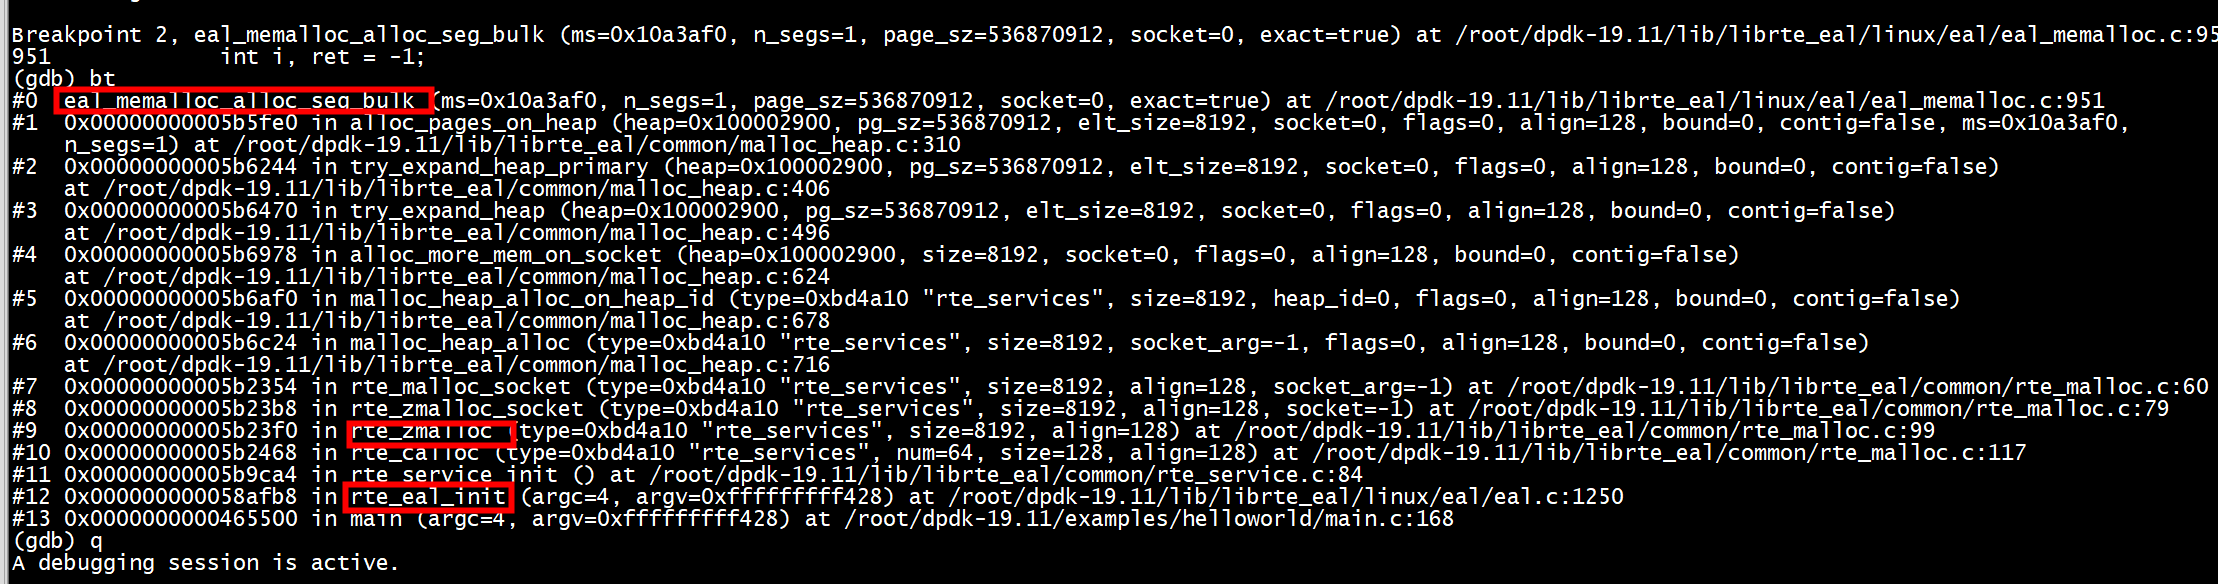 Breakpoint 2, eal_memalloc_alloc_seg_bulk (ms=0x10a3af0, n_segs=1, page_sz=536870912, socket=0, exact=true) at /root/dpdk-19.11/lib/librte_eal/linux/eal/eal_memalloc.c:95
951             int i, ret = -1;
(gdb) bt
#0  eal_memalloc_alloc_seg_bulk (ms=0x10a3af0, n_segs=1, page_sz=536870912, socket=0, exact=true) at /root/dpdk-19.11/lib/librte_eal/linux/eal/eal_memalloc.c:951
#1  0x00000000005b5fe0 in alloc_pages_on_heap (heap=0x100002900, pg_sz=536870912, elt_size=8192, socket=0, flags=0, align=128, bound=0, contig=false, ms=0x10a3af0,
    n_segs=1) at /root/dpdk-19.11/lib/librte_eal/common/malloc_heap.c:310
#2  0x00000000005b6244 in try_expand_heap_primary (heap=0x100002900, pg_sz=536870912, elt_size=8192, socket=0, flags=0, align=128, bound=0, contig=false)
    at /root/dpdk-19.11/lib/librte_eal/common/malloc_heap.c:406
#3  0x00000000005b6470 in try_expand_heap (heap=0x100002900, pg_sz=536870912, elt_size=8192, socket=0, flags=0, align=128, bound=0, contig=false)
    at /root/dpdk-19.11/lib/librte_eal/common/malloc_heap.c:496
#4  0x00000000005b6978 in alloc_more_mem_on_socket (heap=0x100002900, size=8192, socket=0, flags=0, align=128, bound=0, contig=false)
    at /root/dpdk-19.11/lib/librte_eal/common/malloc_heap.c:624
#5  0x00000000005b6af0 in malloc_heap_alloc_on_heap_id (type=0xbd4a10 "rte_services", size=8192, heap_id=0, flags=0, align=128, bound=0, contig=false)
    at /root/dpdk-19.11/lib/librte_eal/common/malloc_heap.c:678
#6  0x00000000005b6c24 in malloc_heap_alloc (type=0xbd4a10 "rte_services", size=8192, socket_arg=-1, flags=0, align=128, bound=0, contig=false)
    at /root/dpdk-19.11/lib/librte_eal/common/malloc_heap.c:716
#7  0x00000000005b2354 in rte_malloc_socket (type=0xbd4a10 "rte_services", size=8192, align=128, socket_arg=-1) at /root/dpdk-19.11/lib/librte_eal/common/rte_malloc.c:60
#8  0x00000000005b23b8 in rte_zmalloc_socket (type=0xbd4a10 "rte_services", size=8192, align=128, socket=-1) at /root/dpdk-19.11/lib/librte_eal/common/rte_malloc.c:79
#9  0x00000000005b23f0 in rte_zmalloc (type=0xbd4a10 "rte_services", size=8192, align=128) at /root/dpdk-19.11/lib/librte_eal/common/rte_malloc.c:99
#10 0x00000000005b2468 in rte_calloc (type=0xbd4a10 "rte_services", num=64, size=128, align=128) at /root/dpdk-19.11/lib/librte_eal/common/rte_malloc.c:117
#11 0x00000000005b9ca4 in rte_service_init () at /root/dpdk-19.11/lib/librte_eal/common/rte_service.c:84
#12 0x000000000058afb8 in rte_eal_init (argc=4, argv=0xfffffffff428) at /root/dpdk-19.11/lib/librte_eal/linux/eal/eal.c:1250
#13 0x0000000000465500 in main (argc=4, argv=0xfffffffff428) at /root/dpdk-19.11/examples/helloworld/main.c:168
(gdb) q
A debugging session is active.